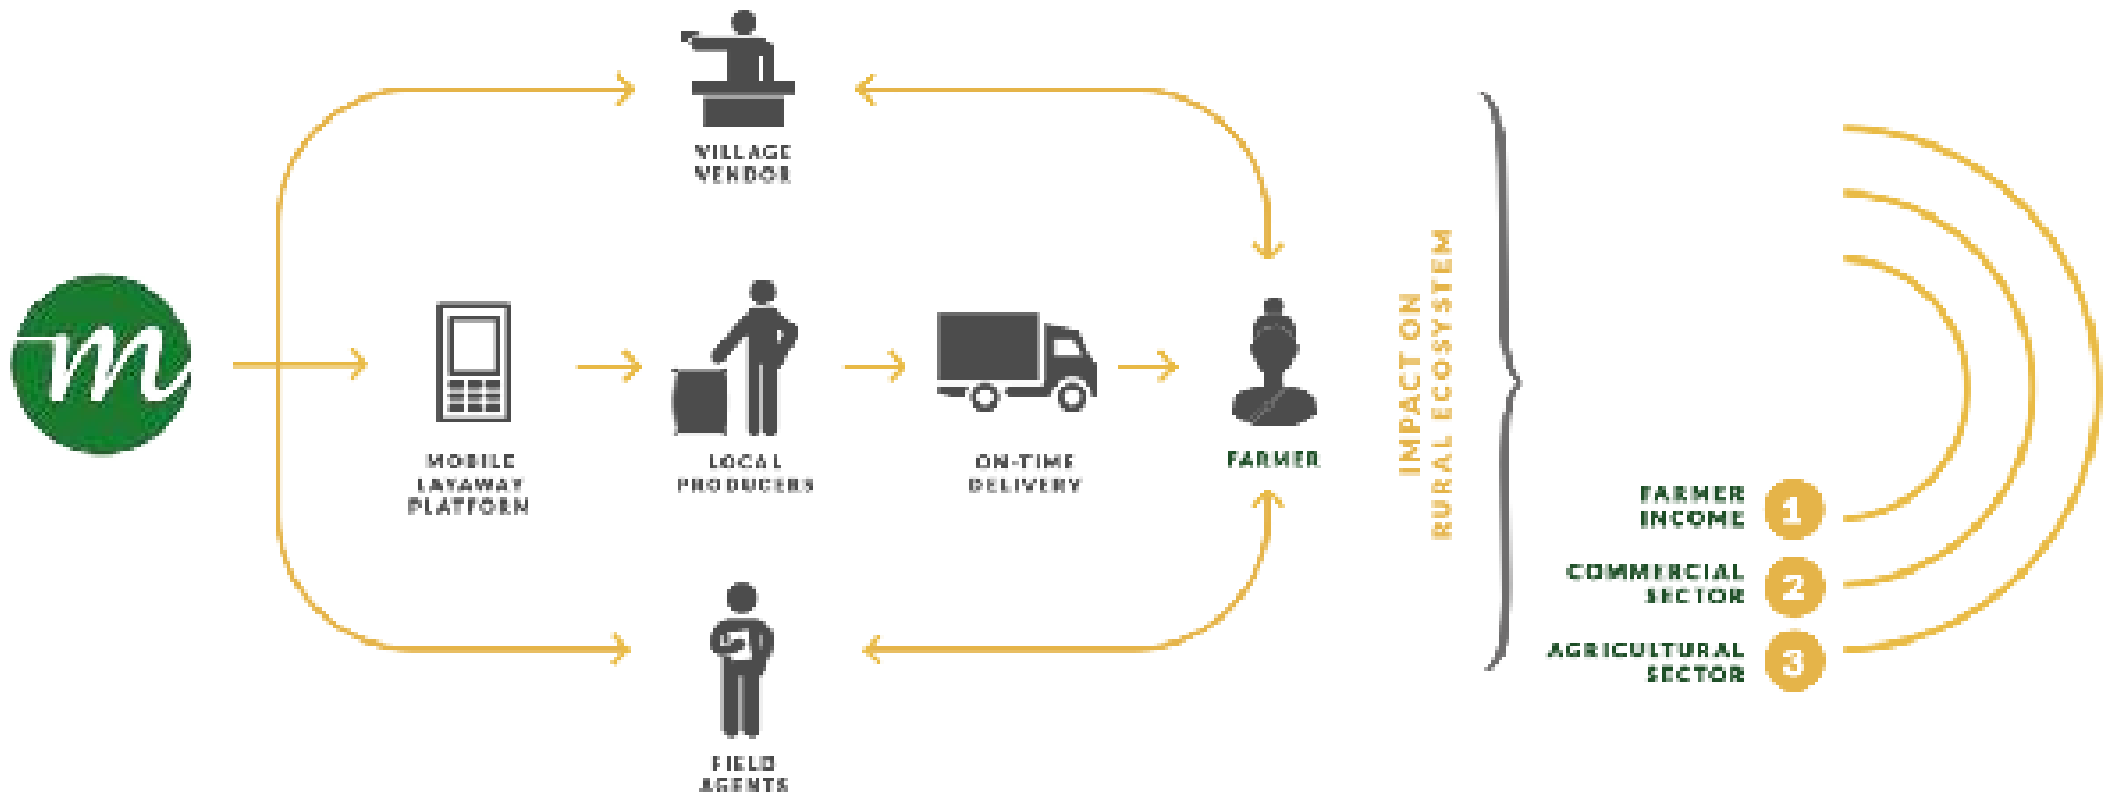 m
VILLAGE
VENDOR
MOBILE
LAYAWAY
PLATFORM
LOCAL
PRODUCERS
ON-TIME
DELIVERY
FARMER
FIELD
AGENTS
IMPACT ON
RURAL ECOSYSTEM
FARMER
INCOME
1
COMMERCIAL
SECTOR
2
AGRICULTURAL
SECTOR
3